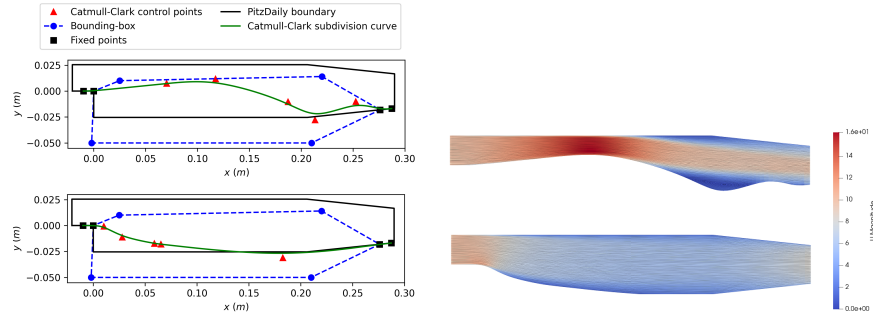 Catmull-Clark control points
Bounding-box
Fixed points
PitzDaily boundary
Catmull-Clark subdivision curve
0.025
0.000
−0.025
−0.050
y (m)
0.00 0.05 0.10 0.15 0.20 0.25 0.30
x (m)
0.025
0.000
−0.025
−0.050
y (m)
0.00 0.05 0.10 0.15 0.20 0.25 0.30
x (m)
1.6e+01
14
12
10
8
6
4
2
0.0e+00
U Magnitude